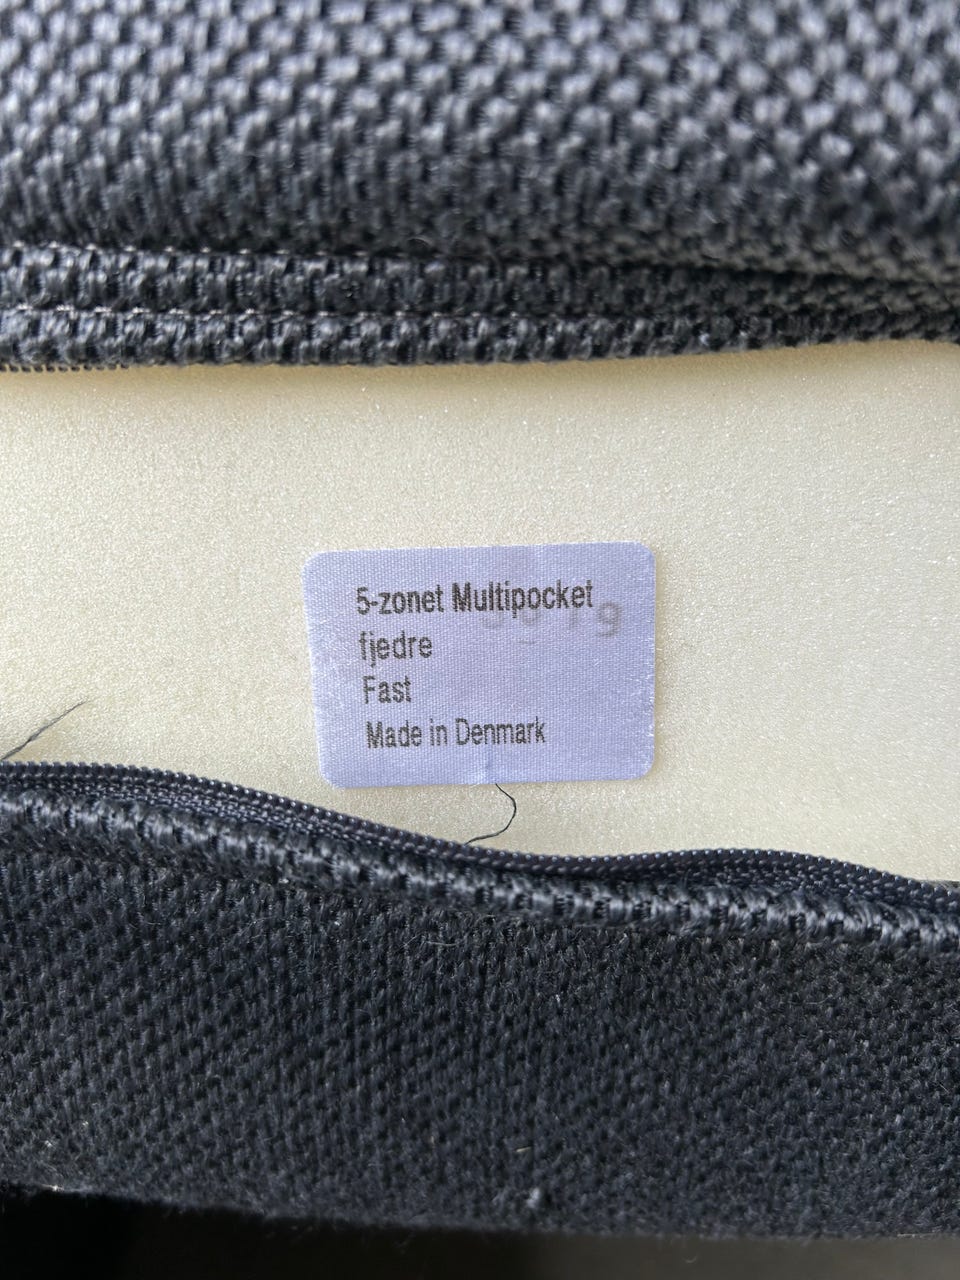 5-zonet Multipocket
fjedre
Fast
Made in Denmark